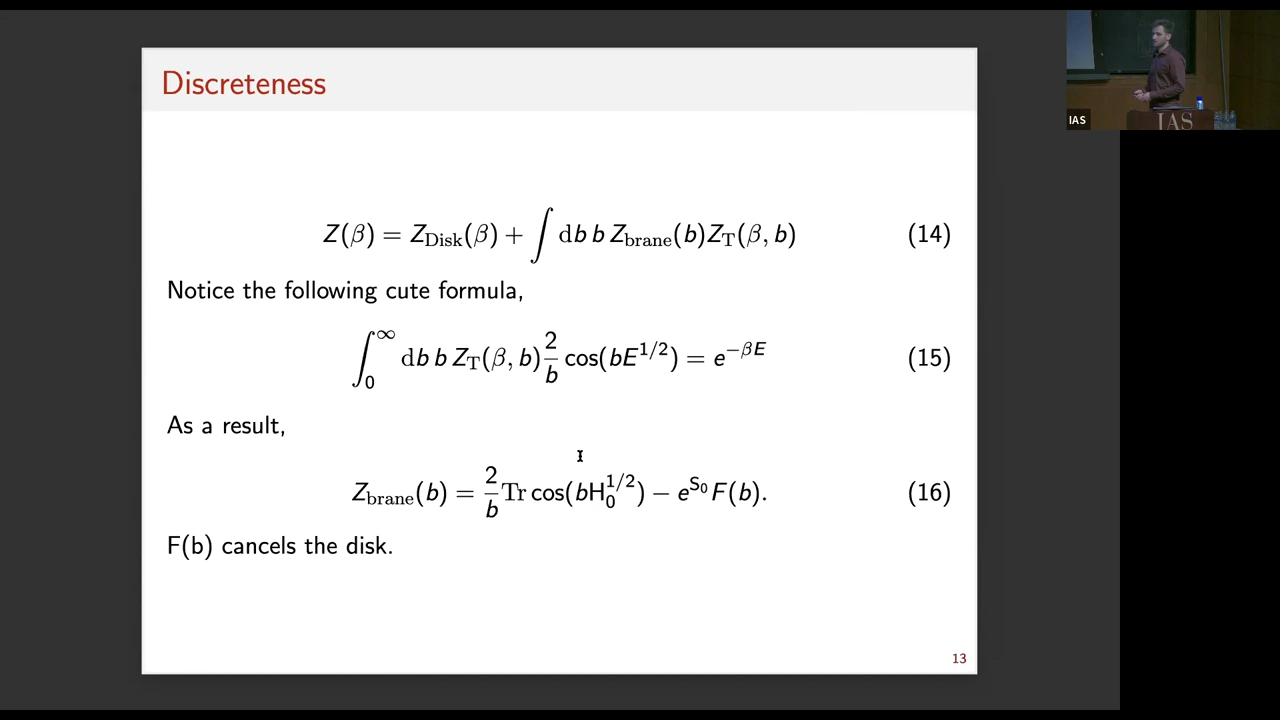 Discreteness
Z(β) = Z_Disk(β) + ∫ db b Z_brane(b)Z_T(β, b) (14)
Notice the following cute formula,
∫_0^∞ db b Z_T(β, b) 2/b cos(bE^{1/2}) = e^{−βE} (15)
As a result,
Z_brane(b) = 2/b Tr cos(bH_0^{1/2}) − e^{S_0} F(b). (16)
F(b) cancels the disk.
13
IAS
IAS